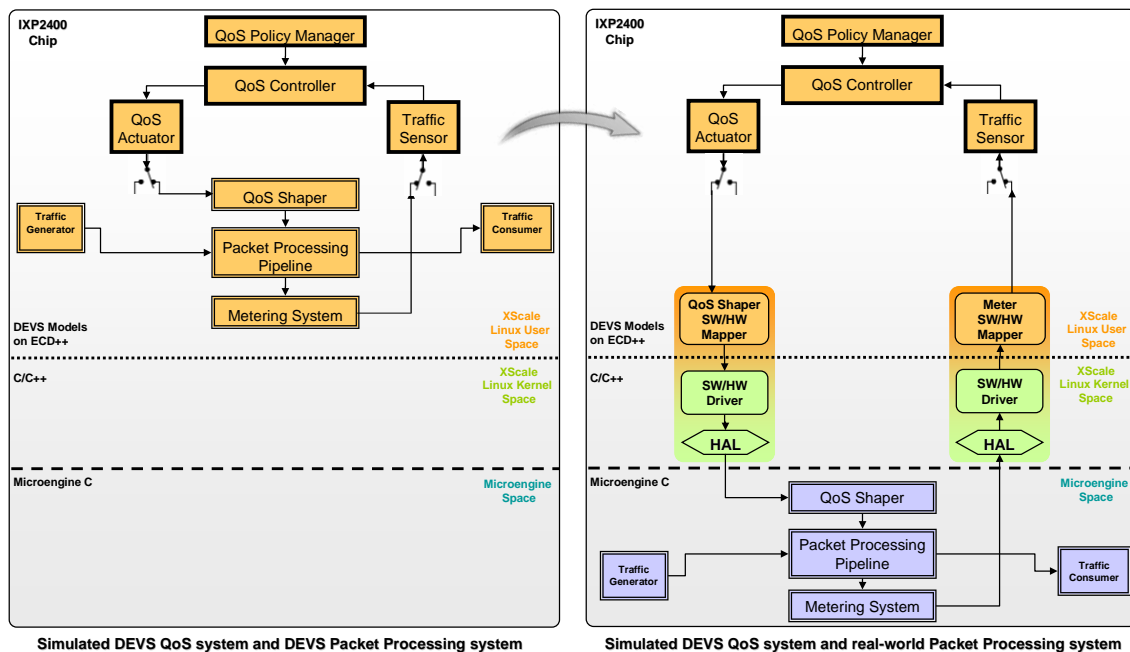 IXP2400
Chip
QoS Policy Manager
QoS Controller
QoS
Actuator
Traffic
Sensor
QoS Shaper
Traffic
Generator
Packet Processing
Pipeline
Traffic
Consumer
Metering System
DEVS Models
on ECD++
XScale
Linux User
Space
C/C++
XScale
Linux Kernel
Space
Microengine C
Microengine
Space
Simulated DEVS QoS system and DEVS Packet Processing system
IXP2400
Chip
QoS Policy Manager
QoS Controller
QoS
Actuator
Traffic
Sensor
QoS Shaper
SW/HW
Mapper
Meter
SW/HW
Mapper
DEVS Models
on ECD++
XScale
Linux User
Space
C/C++
SW/HW
Driver
SW/HW
Driver
XScale
Linux Kernel
Space
HAL
HAL
Microengine C
Microengine
Space
QoS Shaper
Traffic
Generator
Packet Processing
Pipeline
Traffic
Consumer
Metering System
Simulated DEVS QoS system and real-world Packet Processing system